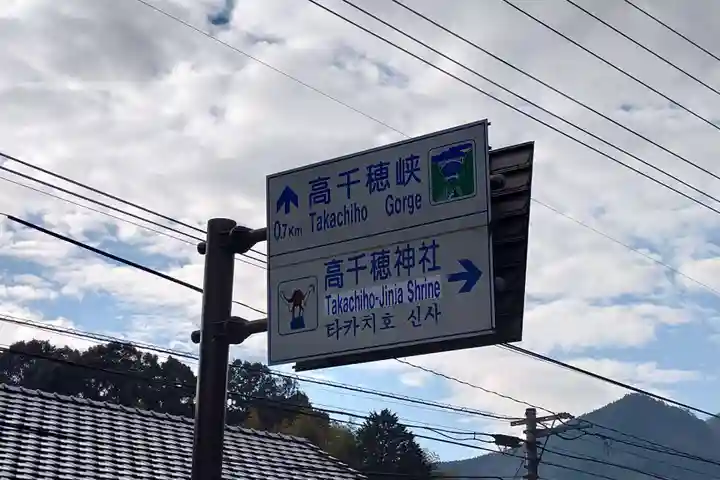 高千穂峡
0.7Km Takachiho Gorge
高千穂神社
Takachiho-Jinja Shrine
타카치호 신사